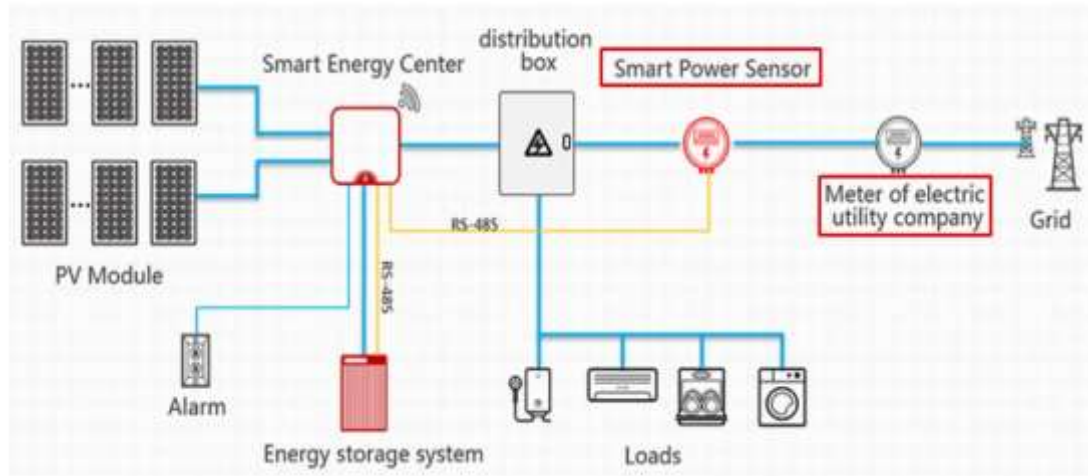 distribution
box
Smart Energy Center
Smart Power Sensor
Meter of electric
utility company
Grid
RS-485
RS-485
PV Module
Alarm
Energy storage system
Loads